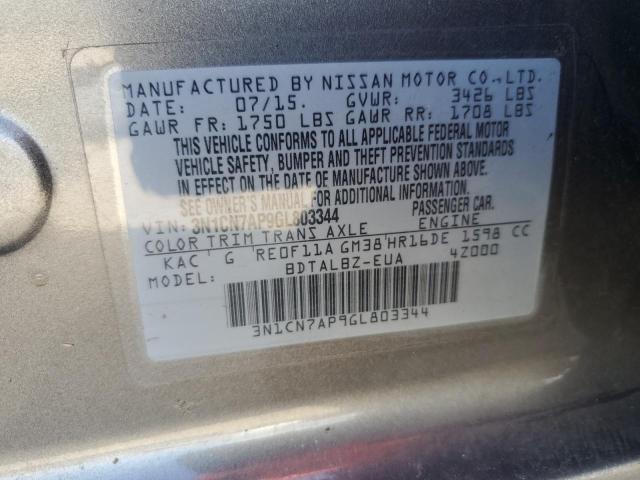 MANUFACTURED BY NISSAN MOTOR CO.,LTD.
DATE: 07/15. GVWR: 3426 LBS
GAWR FR: 1750 LBS GAWR RR: 1708 LBS
THIS VEHICLE CONFORMS TO ALL APPLICABLE FEDERAL MOTOR
VEHICLE SAFETY, BUMPER AND THEFT PREVENTION STANDARDS
IN EFFECT ON THE DATE OF MANUFACTURE SHOWN ABOVE.
SEE OWNER'S MANUAL FOR ADDITIONAL INFORMATION.
VIN: 3N1CN7AP9GL803344 PASSENGER CAR.
COLOR TRIM TRANS AXLE ENGINE
KAC G RE0F11A GM38 HR16DE 1598 CC
MODEL: BDTALBZ-EUA 4Z000
3N1CN7AP9GL803344